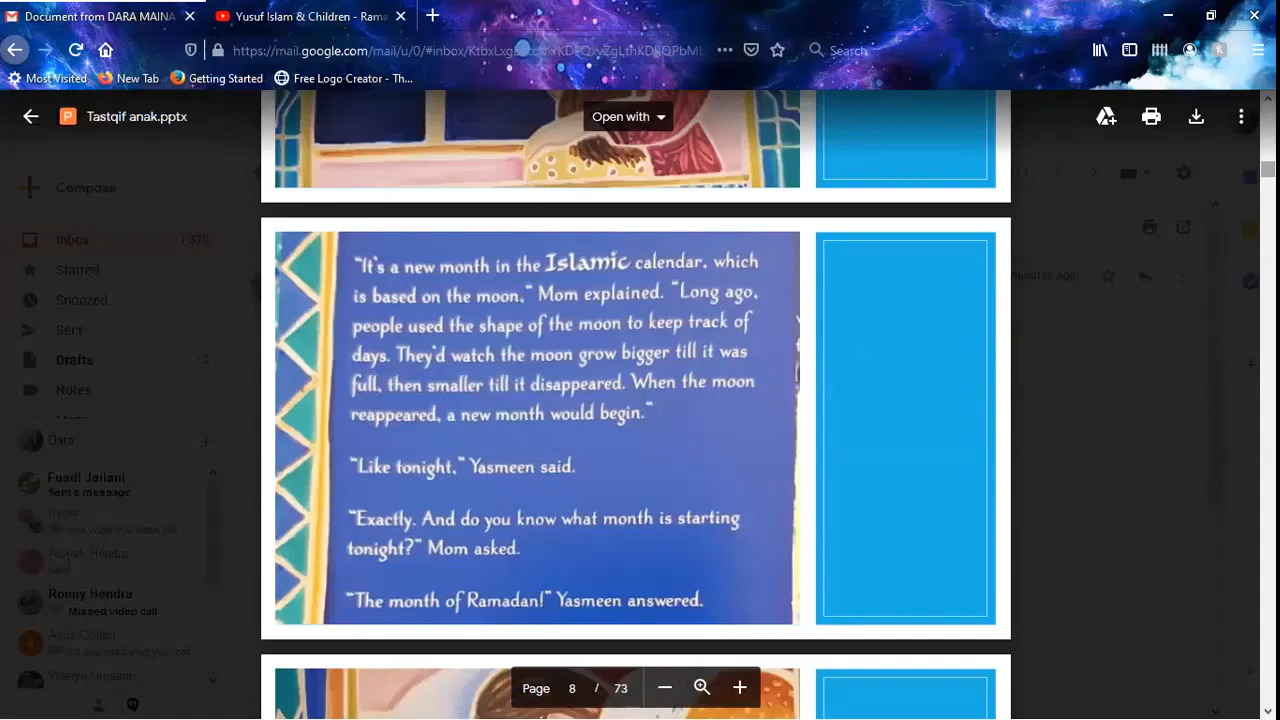 Document from DARA MAINA
Yusuf Islam & Children - Rama
https://mail.google.com/mail/u/0/#inbox/
Search
Most Visited
New Tab
Getting Started
Free Logo Creator - Th...
Tastqif anak.pptx
Open with
Compose
Inbox
Starred
Snoozed
Sent
Drafts
Notes
Dara
Fuadi Jailani
Sent a message
Ronny Hendra
Missed video call
"It's a new month in the Islamic calendar, which
is based on the moon," Mom explained. "Long ago,
people used the shape of the moon to keep track of
days. They'd watch the moon grow bigger till it was
full, then smaller till it disappeared. When the moon
reappeared, a new month would begin."
"Like tonight," Yasmeen said.
"Exactly. And do you know what month is starting
tonight?" Mom asked.
"The month of Ramadan!" Yasmeen answered.
Page 8 / 73